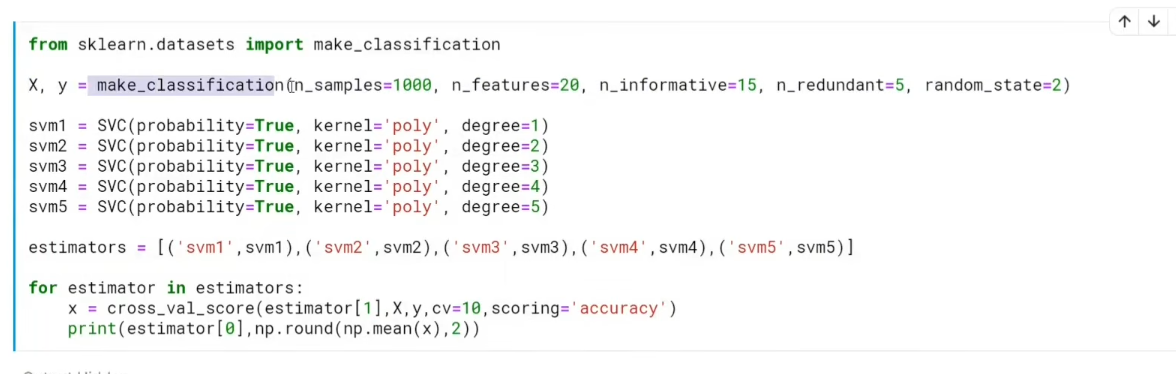 from sklearn.datasets import make_classification
X, y = make_classification(n_samples=1000, n_features=20, n_informative=15, n_redundant=5, random_state=2)
svm1 = SVC(probability=True, kernel='poly', degree=1)
svm2 = SVC(probability=True, kernel='poly', degree=2)
svm3 = SVC(probability=True, kernel='poly', degree=3)
svm4 = SVC(probability=True, kernel='poly', degree=4)
svm5 = SVC(probability=True, kernel='poly', degree=5)
estimators = [('svm1',svm1),('svm2',svm2),('svm3',svm3),('svm4',svm4),('svm5',svm5)]
for estimator in estimators:
    x = cross_val_score(estimator[1],X,y,cv=10,scoring='accuracy')
    print(estimator[0],np.round(np.mean(x),2))